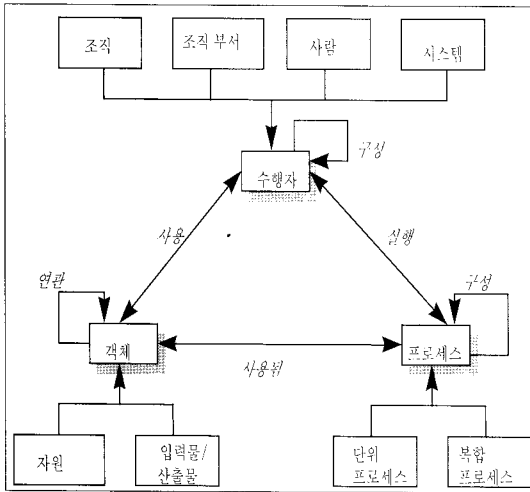 조직
조직 부서
사람
시스템
구성
수행자
사용
실행
연관
구성
객체
프로세스
사용됨
자원
입력물/
산출물
단위
프로세스
복합
프로세스